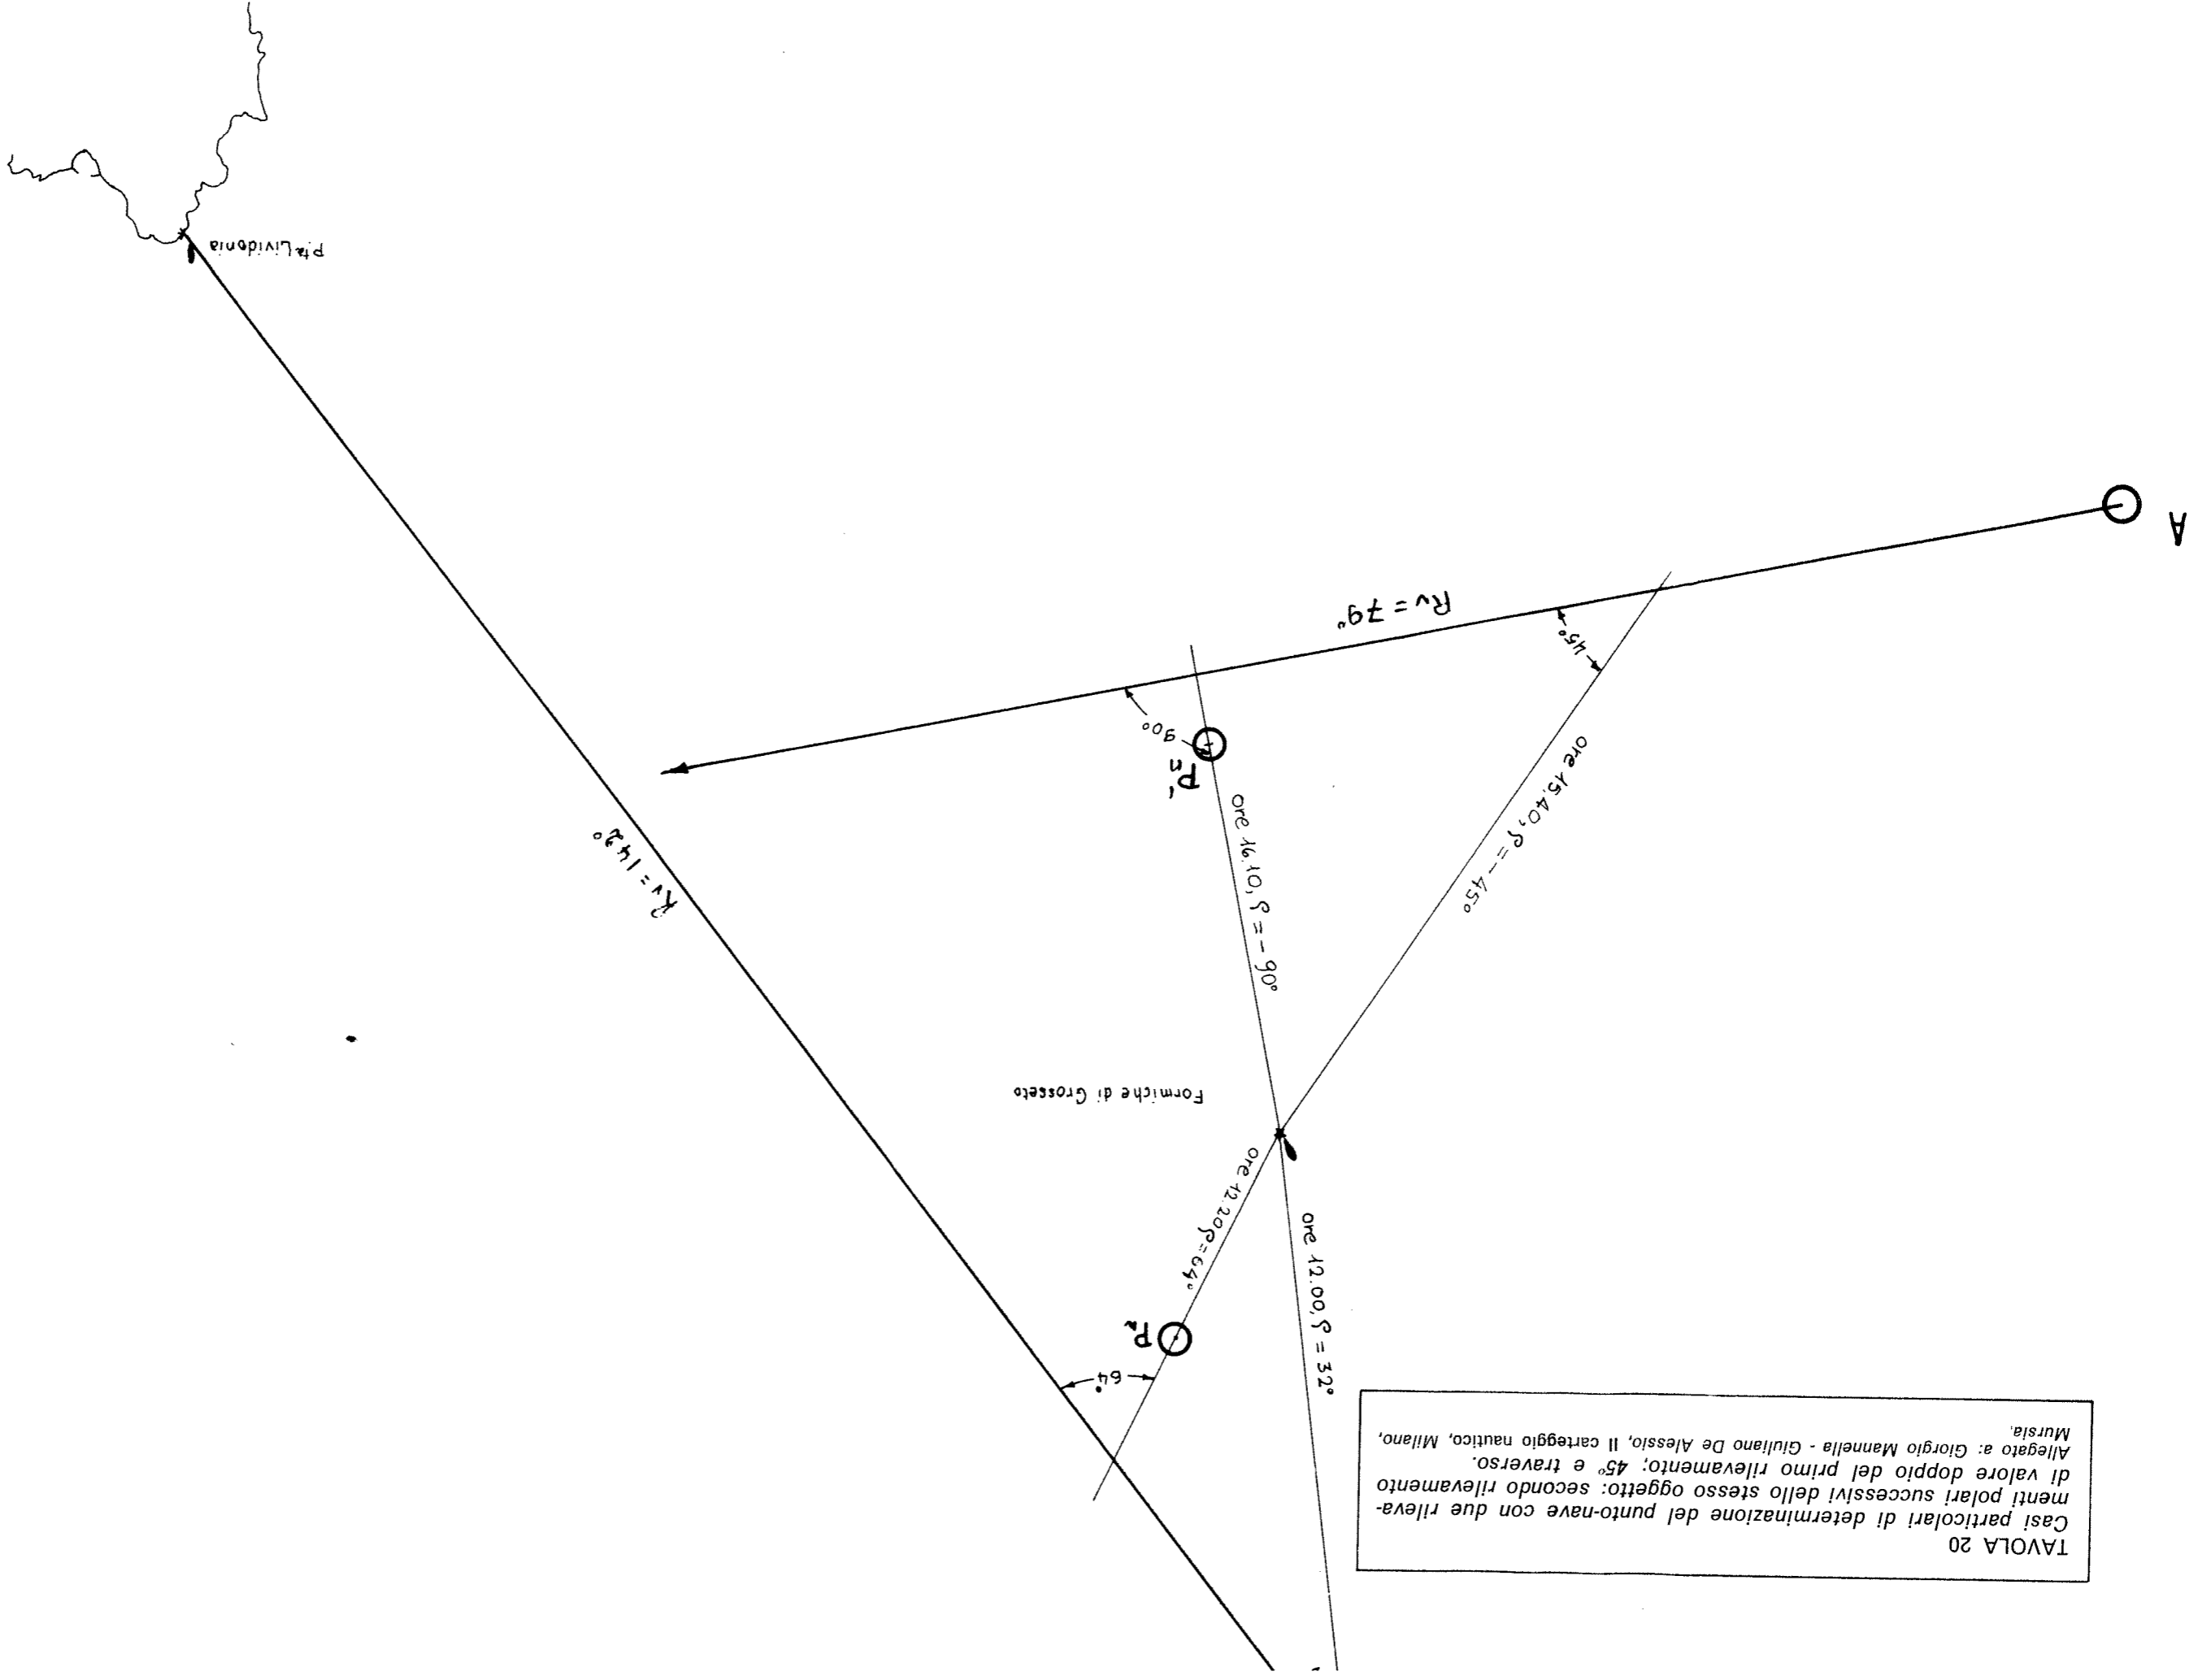 TAVOLA 20
Casi particolari di determinazione del punto-nave con due rileva-
menti polari successivi dello stesso oggetto: secondo rilevamento
di valore doppio del primo rilevamento; 45° e traverso.
Allegato a: Giorgio Mannella - Giuliano De Alessio, Il carteggio nautico, Milano,
Mursia.
ore 12.00, ρ = 32°
64°
Pn
ore 12.20 ρ = 64°
Formiche di Grosseto
Rv = 142°
ore 16.10, ρ = - 90°
ore 15.40, ρ = - 45°
P'n
90°
45°
Rv = 79°
A
Pta Lividonia